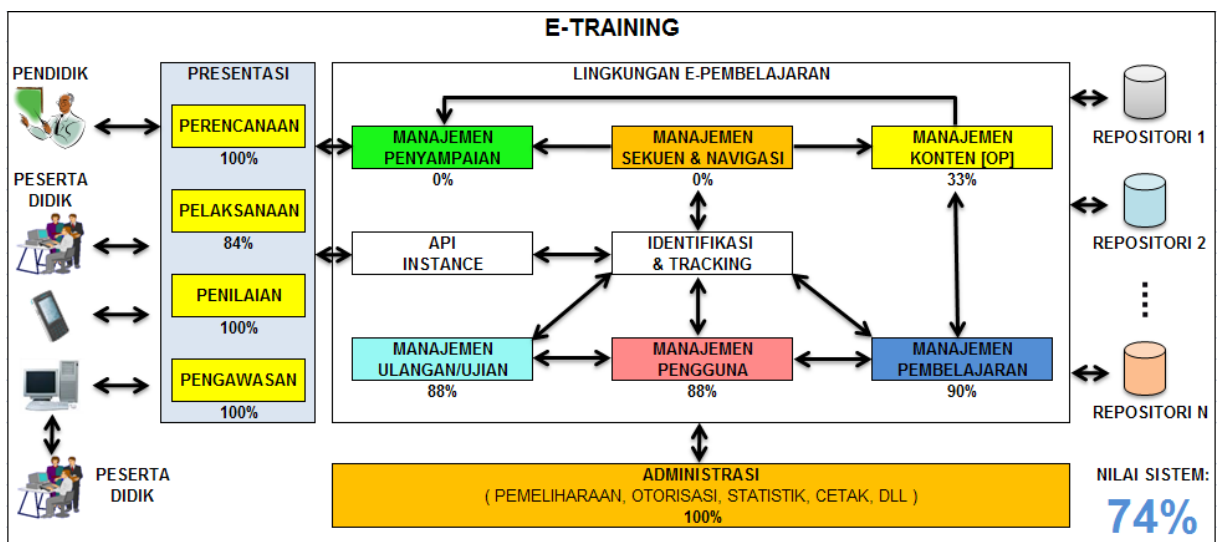 E-TRAINING
PENDIDIK
PESERTA
DIDIK
PESERTA
DIDIK
PRESENTASI
PERENCANAAN
100%
PELAKSANAAN
84%
PENILAIAN
100%
PENGAWASAN
100%
LINGKUNGAN E-PEMBELAJARAN
MANAJEMEN
PENYAMPAIAN
0%
MANAJEMEN
SEKUEN & NAVIGASI
0%
MANAJEMEN
KONTEN [OP]
33%
API
INSTANCE
IDENTIFIKASI
& TRACKING
MANAJEMEN
ULANGAN/UJIAN
88%
MANAJEMEN
PENGGUNA
88%
MANAJEMEN
PEMBELAJARAN
90%
REPOSITORI 1
REPOSITORI 2
REPOSITORI N
ADMINISTRASI
( PEMELIHARAAN, OTORISASI, STATISTIK, CETAK, DLL )
100%
NILAI SISTEM:
74%